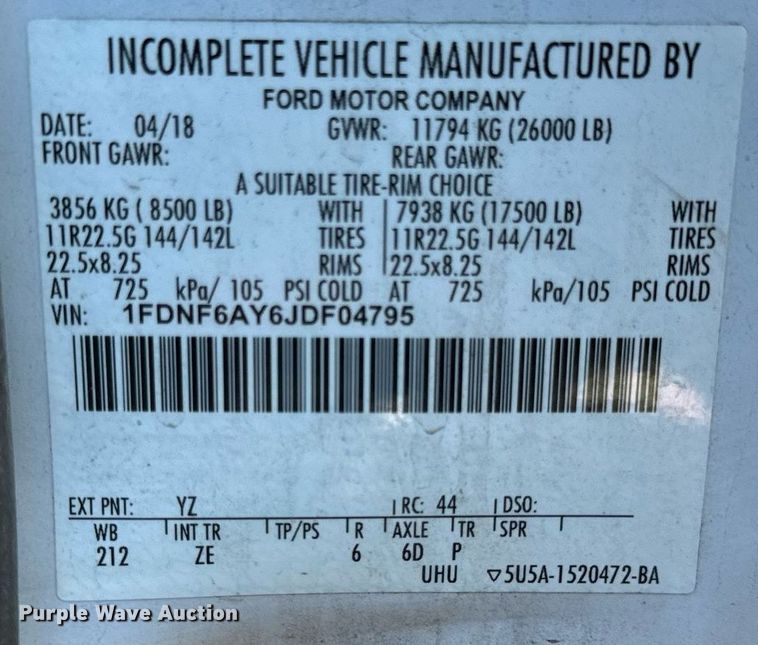 INCOMPLETE VEHICLE MANUFACTURED BY
FORD MOTOR COMPANY
DATE: 04/18 GVWR: 11794 KG (26000 LB)
FRONT GAWR: REAR GAWR:
A SUITABLE TIRE-RIM CHOICE
3856 KG ( 8500 LB) WITH 7938 KG (17500 LB) WITH
11R22.5G 144/142L TIRES 11R22.5G 144/142L TIRES
22.5x8.25 RIMS 22.5x8.25 RIMS
AT 725 kPa/ 105 PSI COLD AT 725 kPa/105 PSI COLD
VIN: 1FDNF6AY6JDF04795
EXT PNT: YZ RC: 44 DSO:
WB INT TR TP/PS R AXLE TR SPR
212 ZE 6 6D P
UHU ▽5U5A-1520472-BA
Purple Wave Auction